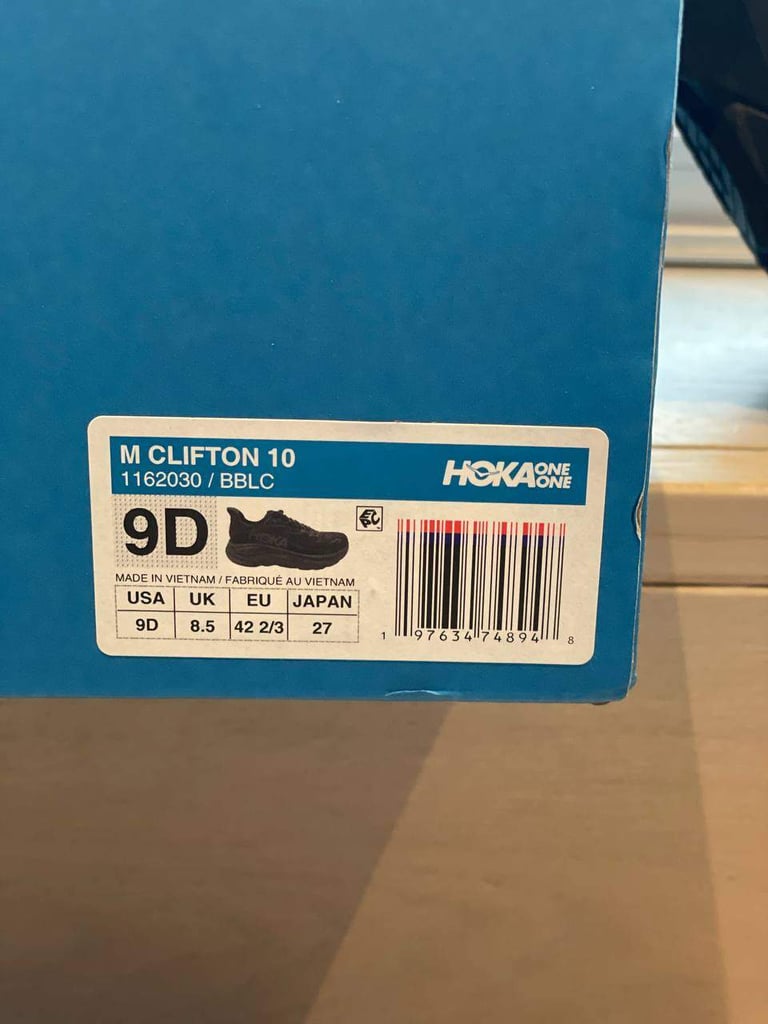 M CLIFTON 10
1162030 / BBLC
HOKA ONE ONE
9D
MADE IN VIETNAM / FABRIQUÉ AU VIETNAM
USA UK EU JAPAN
9D 8.5 42 2/3 27
1 97634 74894 8